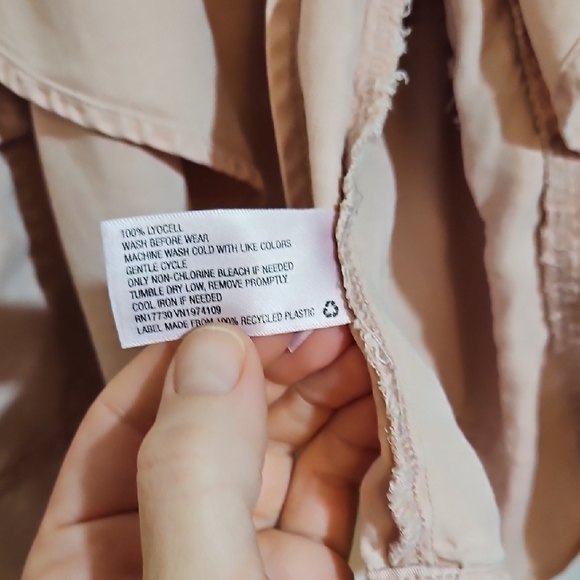 100% LYOCELL
WASH BEFORE WEAR
MACHINE WASH COLD WITH LIKE COLORS
GENTLE CYCLE
ONLY NON-CHLORINE BLEACH IF NEEDED
TUMBLE DRY LOW, REMOVE PROMPTLY
COOL IRON IF NEEDED
RN17730 VN1974109
LABEL MADE FROM 100% RECYCLED PLASTIC